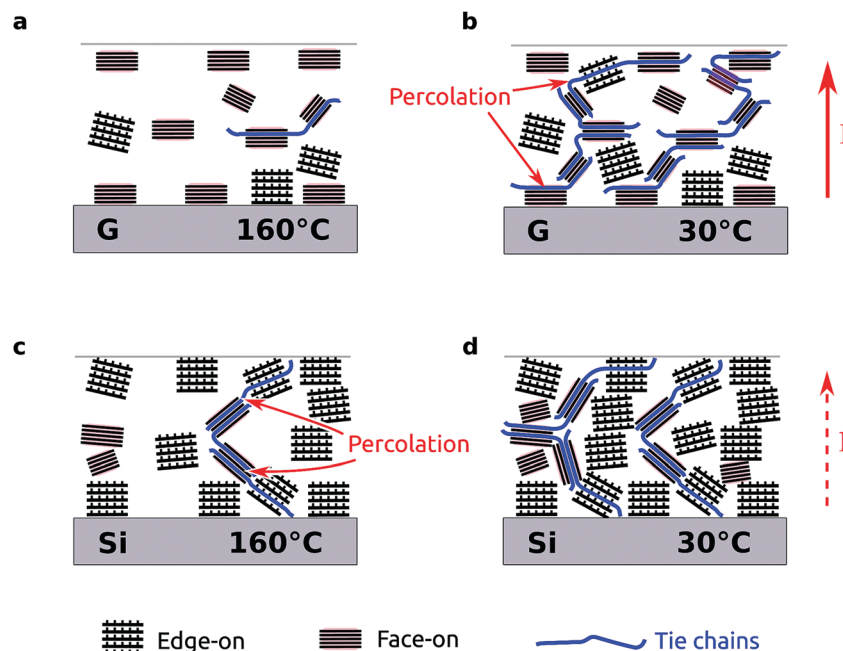 a
b
Percolation
G 160°C
G 30°C
c
d
Percolation
Si 160°C
Si 30°C
Edge-on
Face-on
Tie chains